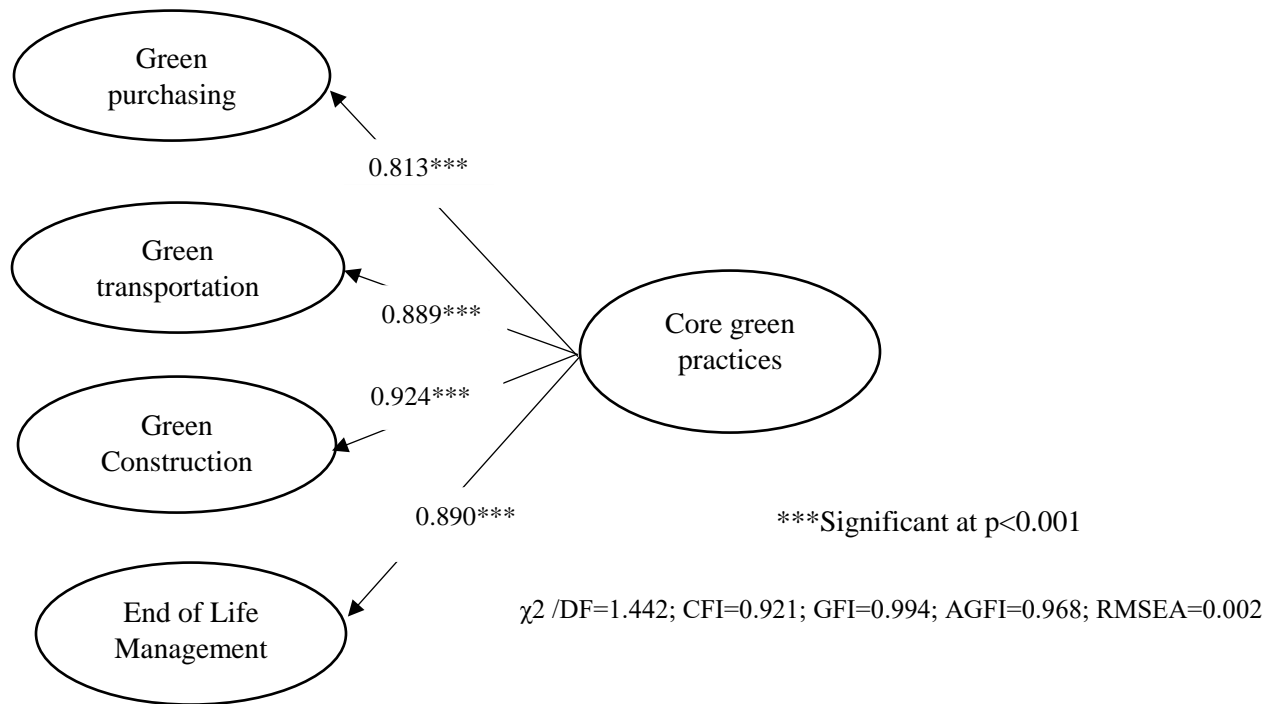 Green
purchasing
0.813***
Green
transportation
0.889***
Core green
practices
0.924***
Green
Construction
0.890***
***Significant at p<0.001
End of Life
Management
χ2 /DF=1.442; CFI=0.921; GFI=0.994; AGFI=0.968; RMSEA=0.002